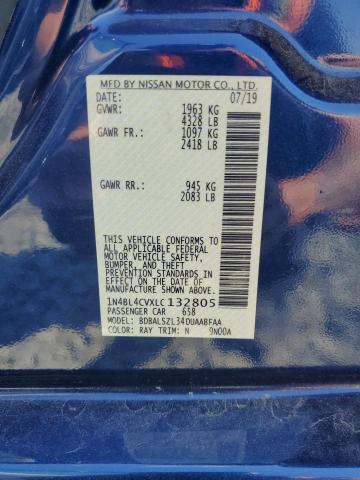 MFD BY NISSAN MOTOR CO., LTD.
DATE: 07/19
GVWR: 1963 KG
4328 LB
GAWR FR.: 1097 KG
2418 LB
GAWR RR.: 945 KG
2083 LB
THIS VEHICLE CONFORMS TO
ALL APPLICABLE FEDERAL
MOTOR VEHICLE SAFETY,
BUMPER, AND THEFT
PREVENTION STANDARDS IN
EFFECT ON THE DATE OF
MANUFACTURE SHOWN ABOVE.
1N4BL4CVXLC132805
PASSENGER CAR 658
MODEL: BDBALSZL34DUAABFAA
COLOR: RAY TRIM: N 9N00A